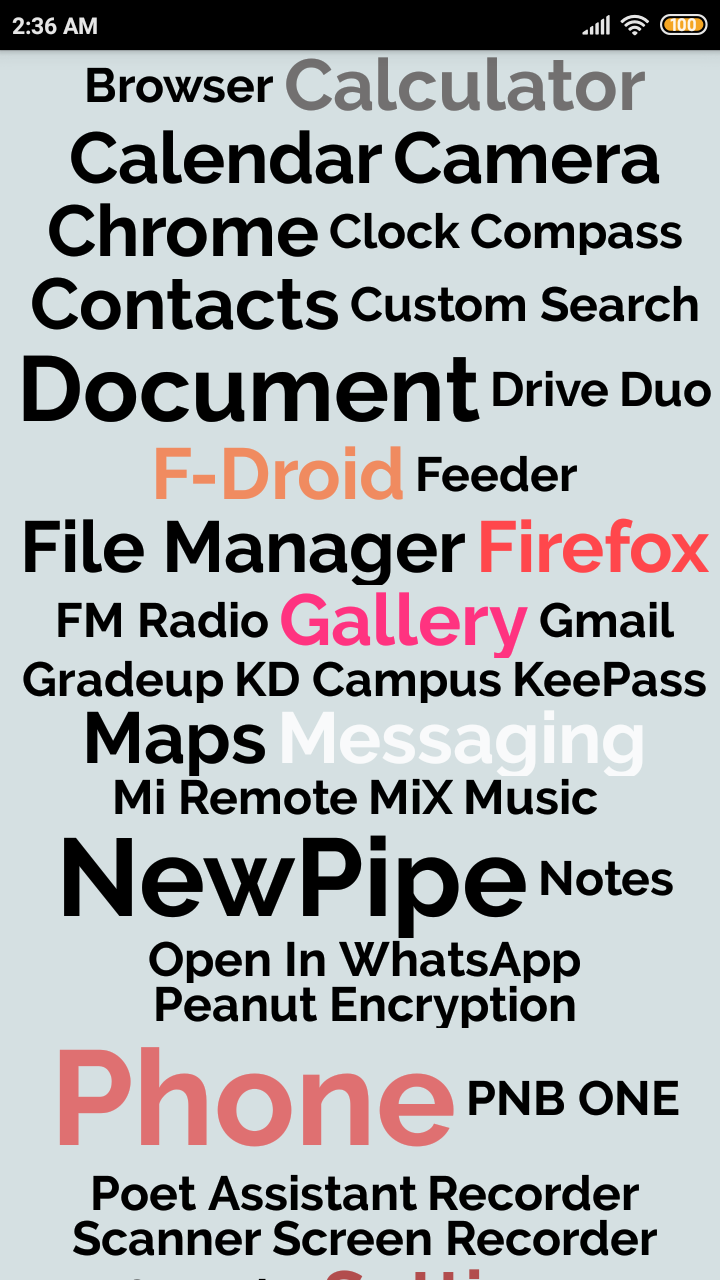 2:36 AM 100
Browser Calculator
Calendar Camera
Chrome Clock Compass
Contacts Custom Search
Document Drive Duo
F-Droid Feeder
File Manager Firefox
FM Radio Gallery Gmail
Gradeup KD Campus KeePass
Maps Messaging
Mi Remote MiX Music
NewPipe Notes
Open In WhatsApp
Peanut Encryption
Phone PNB ONE
Poet Assistant Recorder
Scanner Screen Recorder